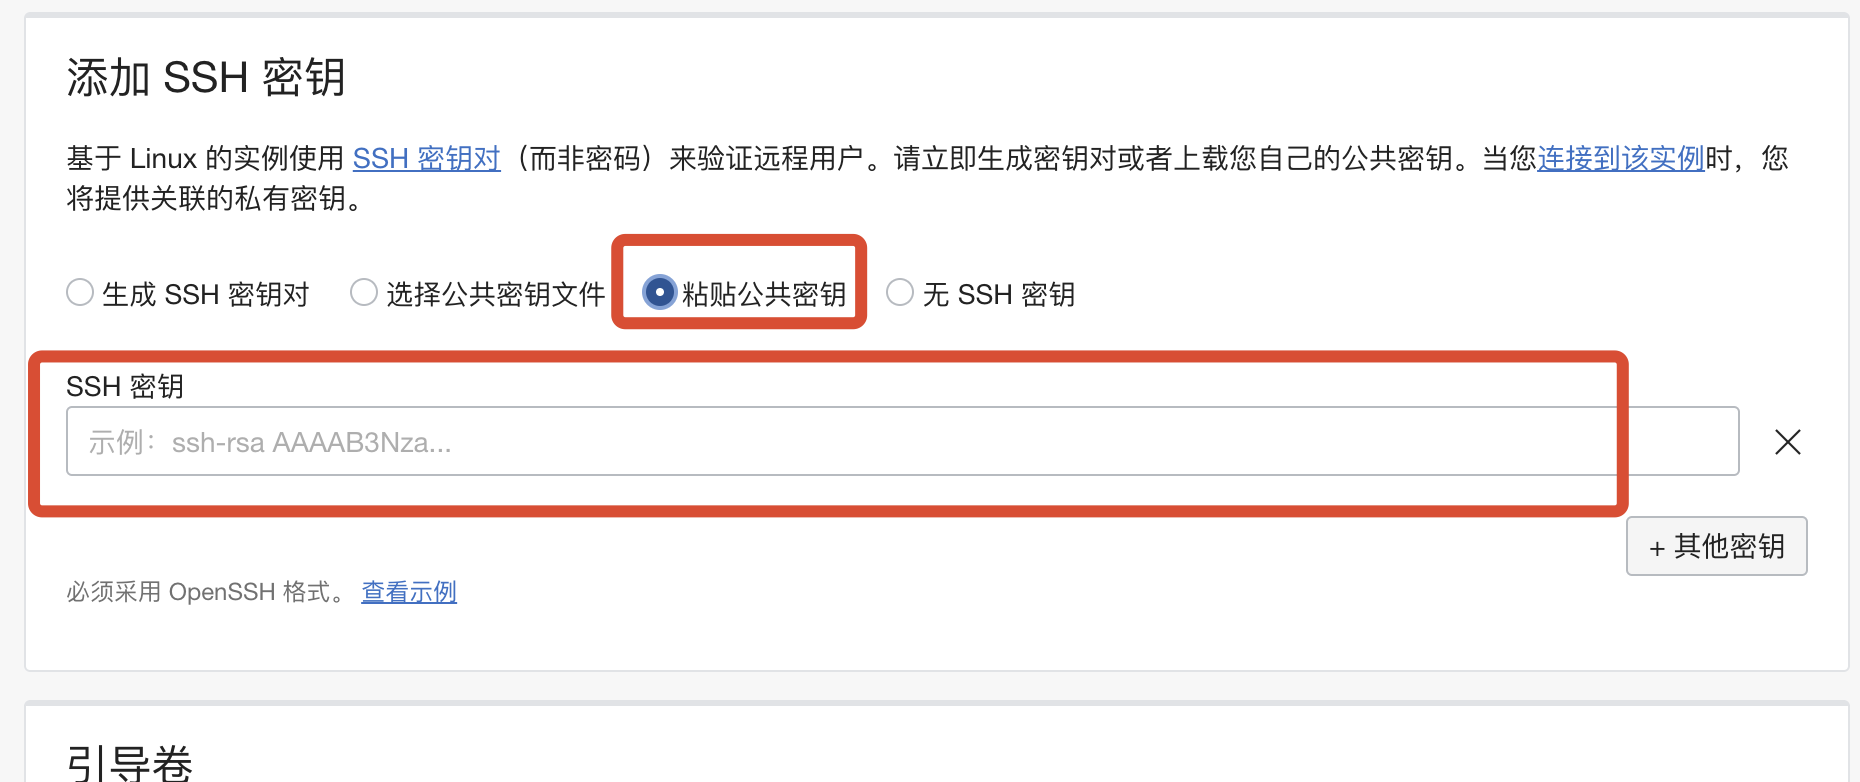 添加 SSH 密钥
基于 Linux 的实例使用 SSH 密钥对（而非密码）来验证远程用户。请立即生成密钥对或者上载您自己的公共密钥。当您连接到该实例时，您
将提供关联的私有密钥。
生成 SSH 密钥对 选择公共密钥文件 粘贴公共密钥 无 SSH 密钥
SSH 密钥
示例：ssh-rsa AAAAB3Nza...
+ 其他密钥
必须采用 OpenSSH 格式。 查看示例
引导卷